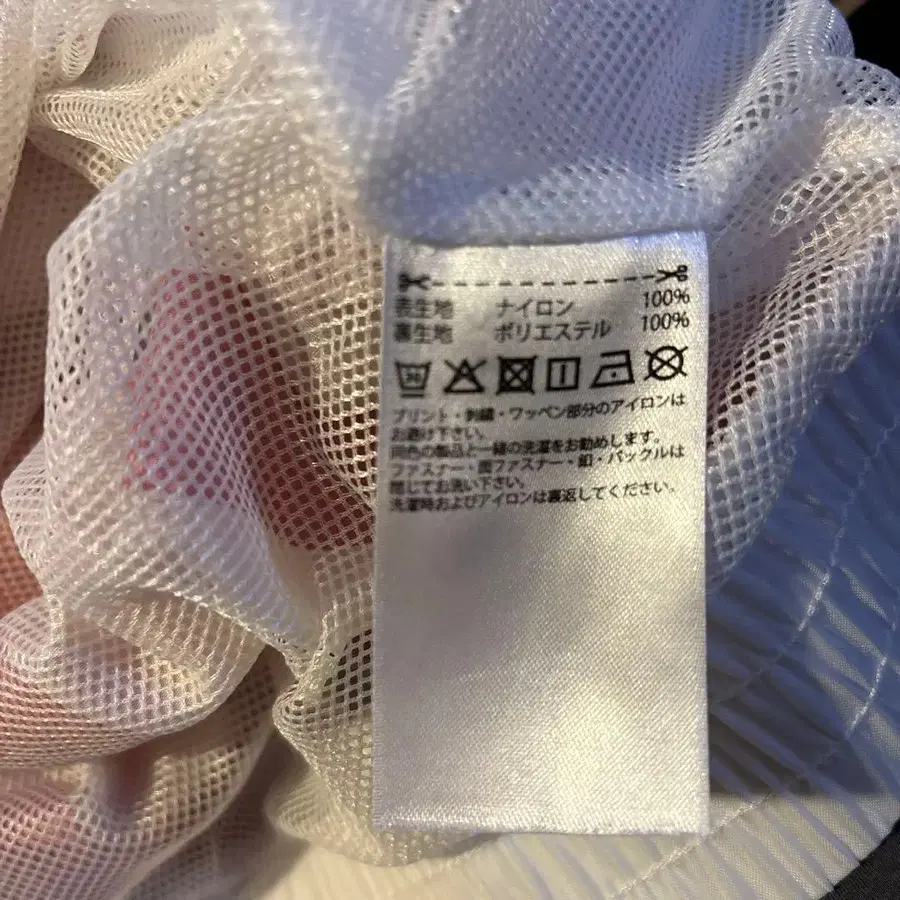 表生地 ナイロン 100%
裏生地 ポリエステル 100%
プリント・刺繍・ワッペン部分のアイロンは
お避け下さい。
同色の製品と一緒の洗濯をお勧めします。
ファスナー・面ファスナー・釦・バックルは
閉じてお洗い下さい。
洗濯時およびアイロンは裏返してください。